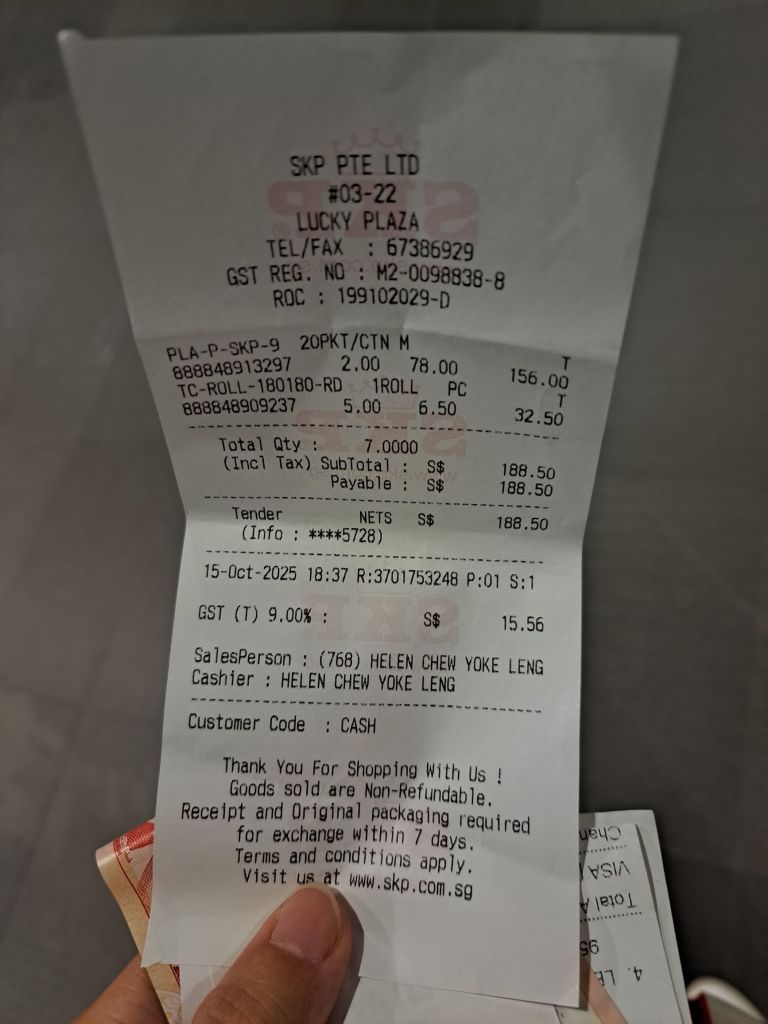 SKP PTE LTD
#03-22
LUCKY PLAZA
TEL/FAX : 67386929
GST REG. NO : M2-0098838-8
ROC : 199102029-D
PLA-P-SKP-9 20PKT/CTN M T
888848913297 2.00 78.00 156.00
TC-ROLL-180180-RD 1ROLL PC T
888848909237 5.00 6.50 32.50
Total Qty : 7.0000
(Incl Tax) SubTotal : S$ 188.50
Payable : S$ 188.50
Tender NETS S$ 188.50
(Info : ****5728)
15-Oct-2025 18:37 R:3701753248 P:01 S:1
GST (T) 9.00% : S$ 15.56
SalesPerson : (768) HELEN CHEW YOKE LENG
Cashier : HELEN CHEW YOKE LENG
Customer Code : CASH
Thank You For Shopping With Us !
Goods sold are Non-Refundable.
Receipt and Original packaging required
for exchange within 7 days.
Terms and conditions apply.
Visit us at www.skp.com.sg
VISA
Total
4.